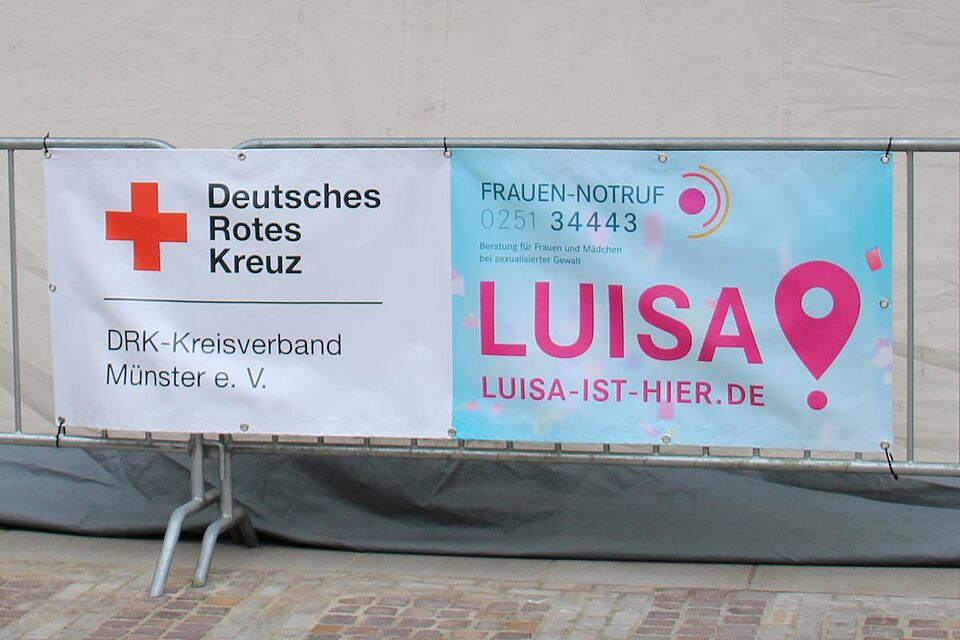 Deutsches
Rotes
Kreuz
DRK-Kreisverband
Münster e. V.
FRAUEN-NOTRUF
0251 34443
Beratung für Frauen und Mädchen
bei sexualisierter Gewalt
LUISA
LUISA-IST-HIER.DE